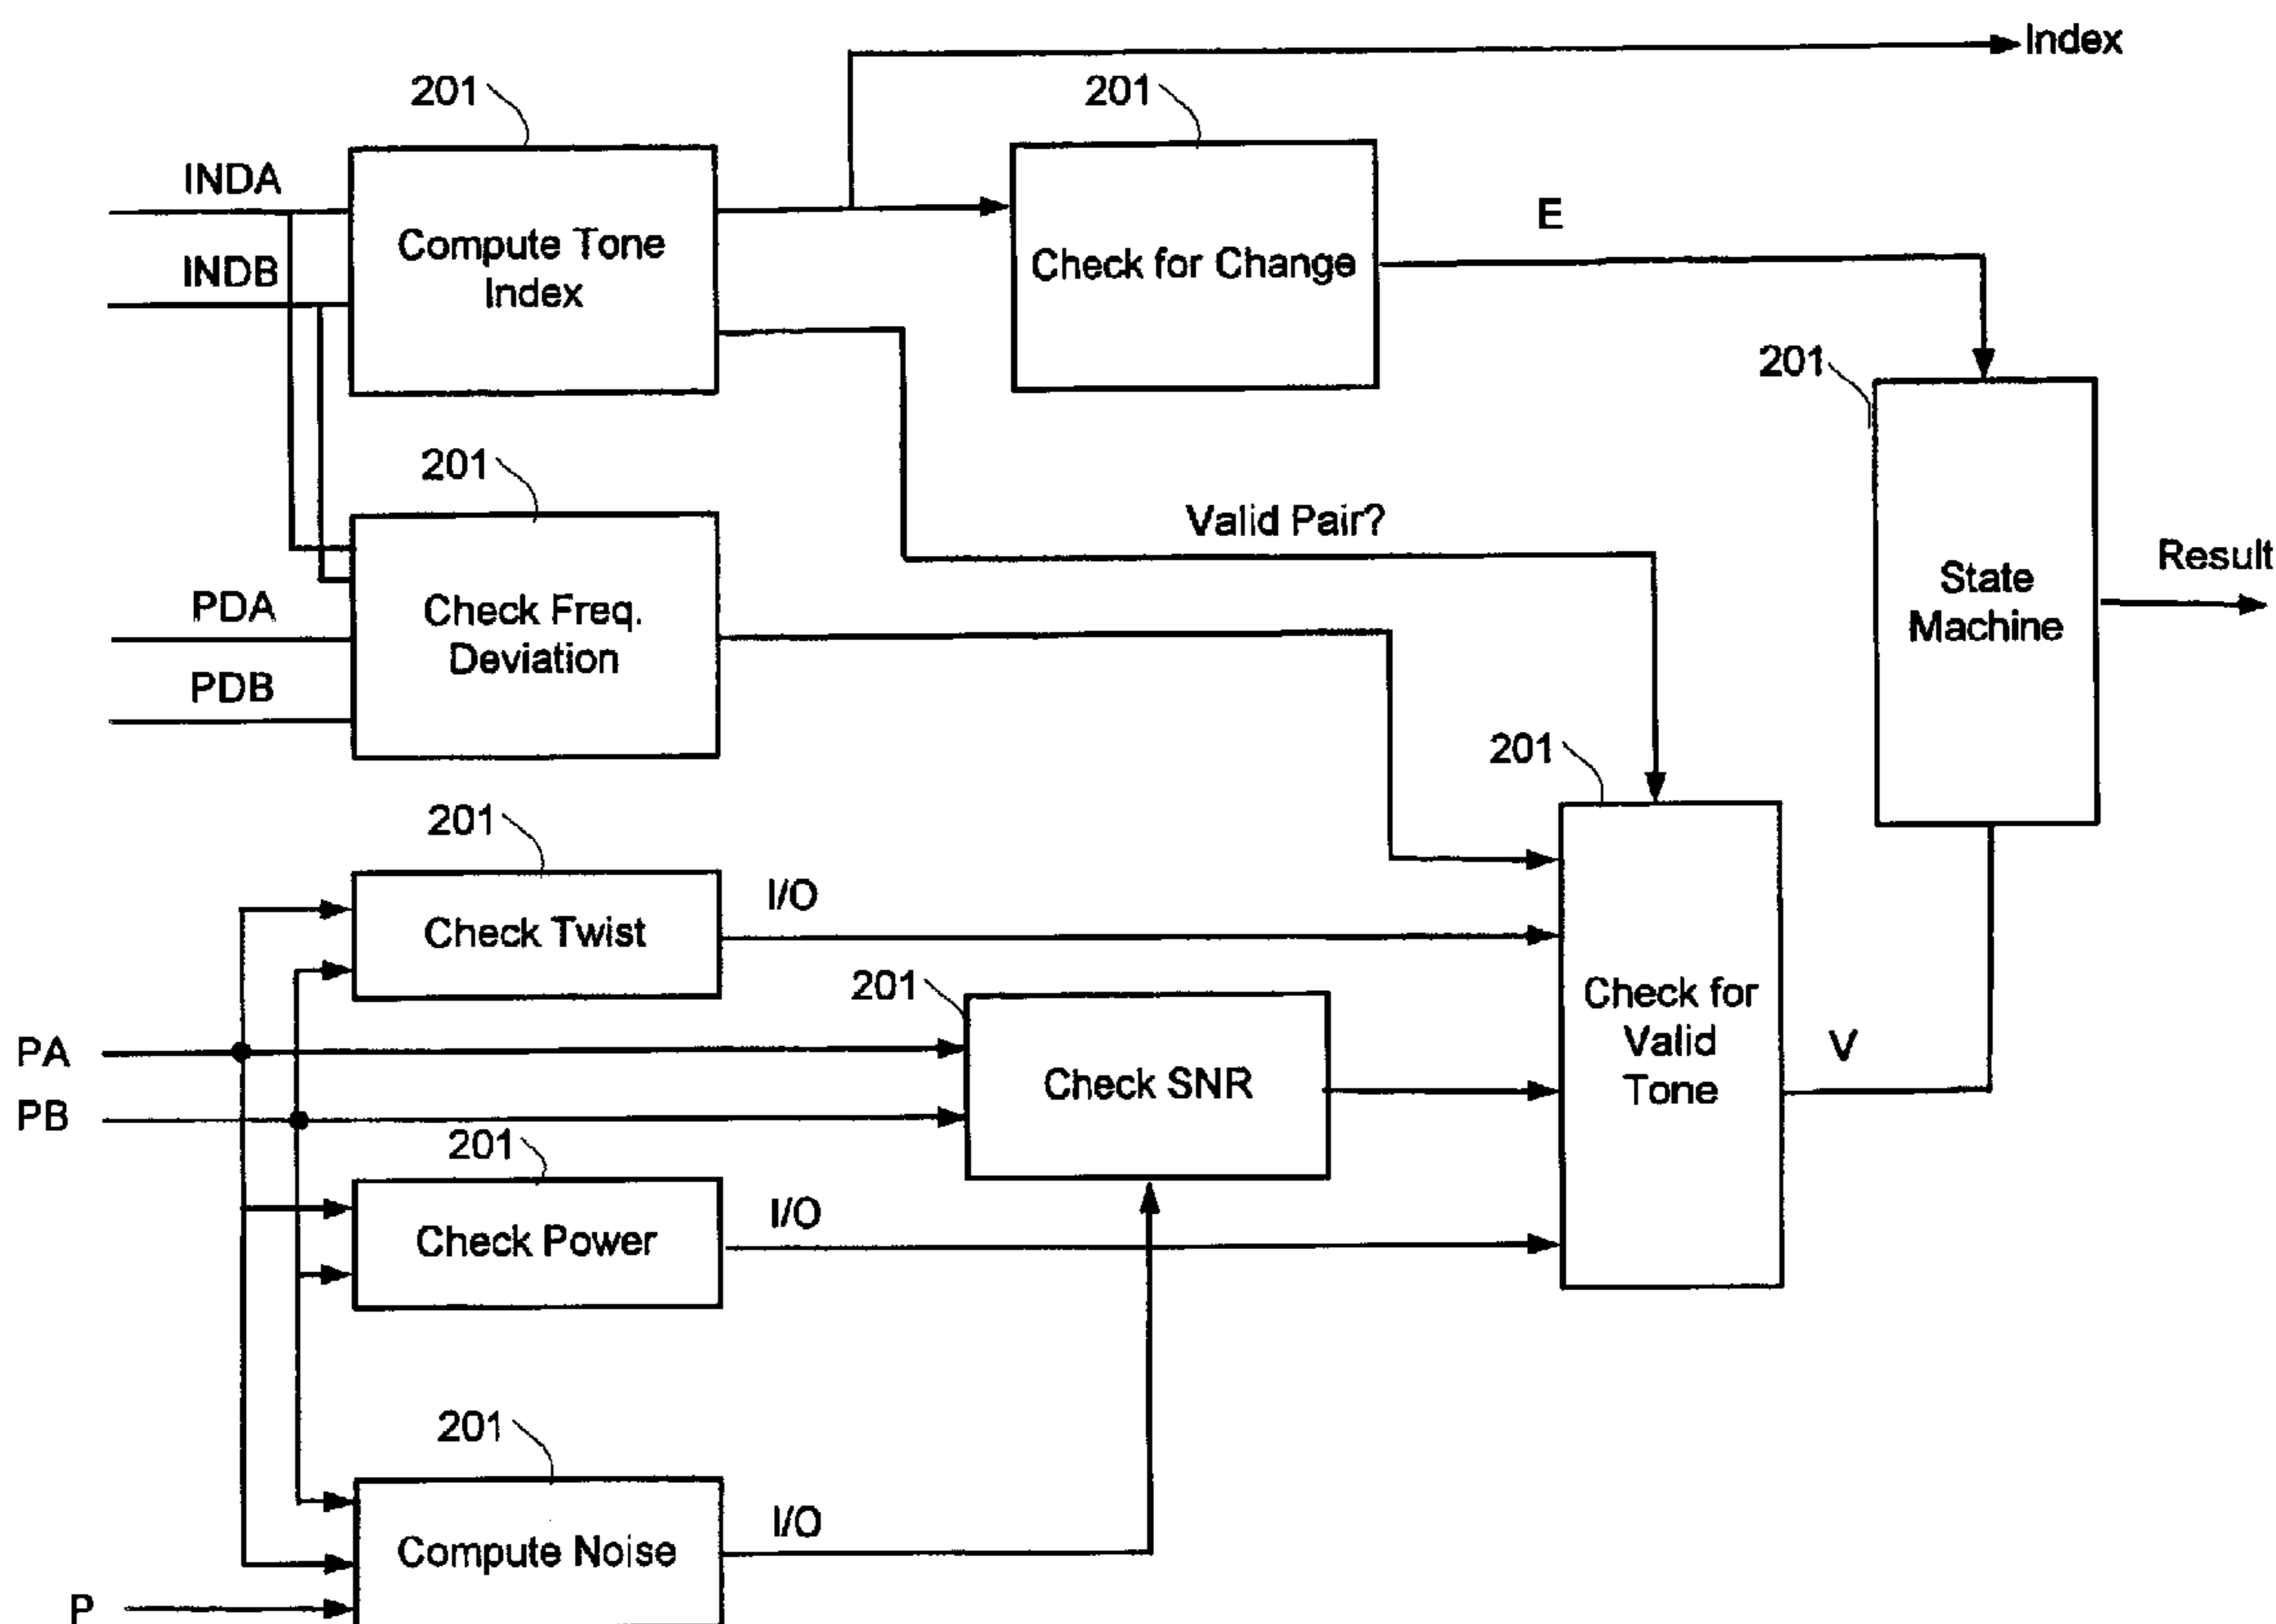 Index
201
201
INDA
INDB
Compute Tone
Index
Check for Change
E
201
201
Valid Pair?
PDA
PDB
Check Freq.
Deviation
State
Machine
Result
201
201
I/O
Check Twist
201
PA
PB
Check SNR
Check for
Valid
Tone
V
201
I/O
Check Power
201
I/O
Compute Noise
P